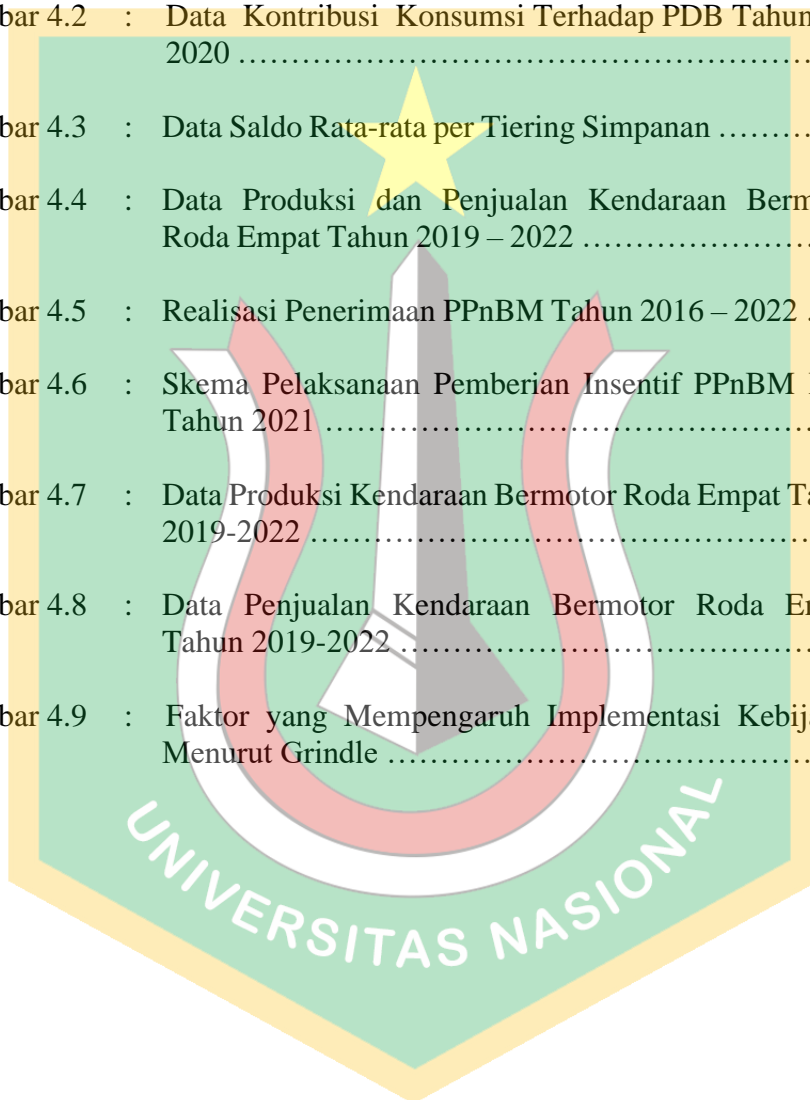 bar 4.2 : Data Kontribusi Konsumsi Terhadap PDB Tahun
2020 ……………………………………………………
bar 4.3 : Data Saldo Rata-rata per Tiering Simpanan ………
bar 4.4 : Data Produksi dan Penjualan Kendaraan Berm
Roda Empat Tahun 2019 – 2022 …………………
bar 4.5 : Realisasi Penerimaan PPnBM Tahun 2016 – 2022 .
bar 4.6 : Skema Pelaksanaan Pemberian Insentif PPnBM
Tahun 2021 ……………………………………………
bar 4.7 : Data Produksi Kendaraan Bermotor Roda Empat Ta
2019-2022 ………………………………………………
bar 4.8 : Data Penjualan Kendaraan Bermotor Roda Em
Tahun 2019-2022 ………………………………………
bar 4.9 : Faktor yang Mempengaruh Implementasi Kebija
Menurut Grindle ………………………………………
UNIVERSITAS NASIONAL